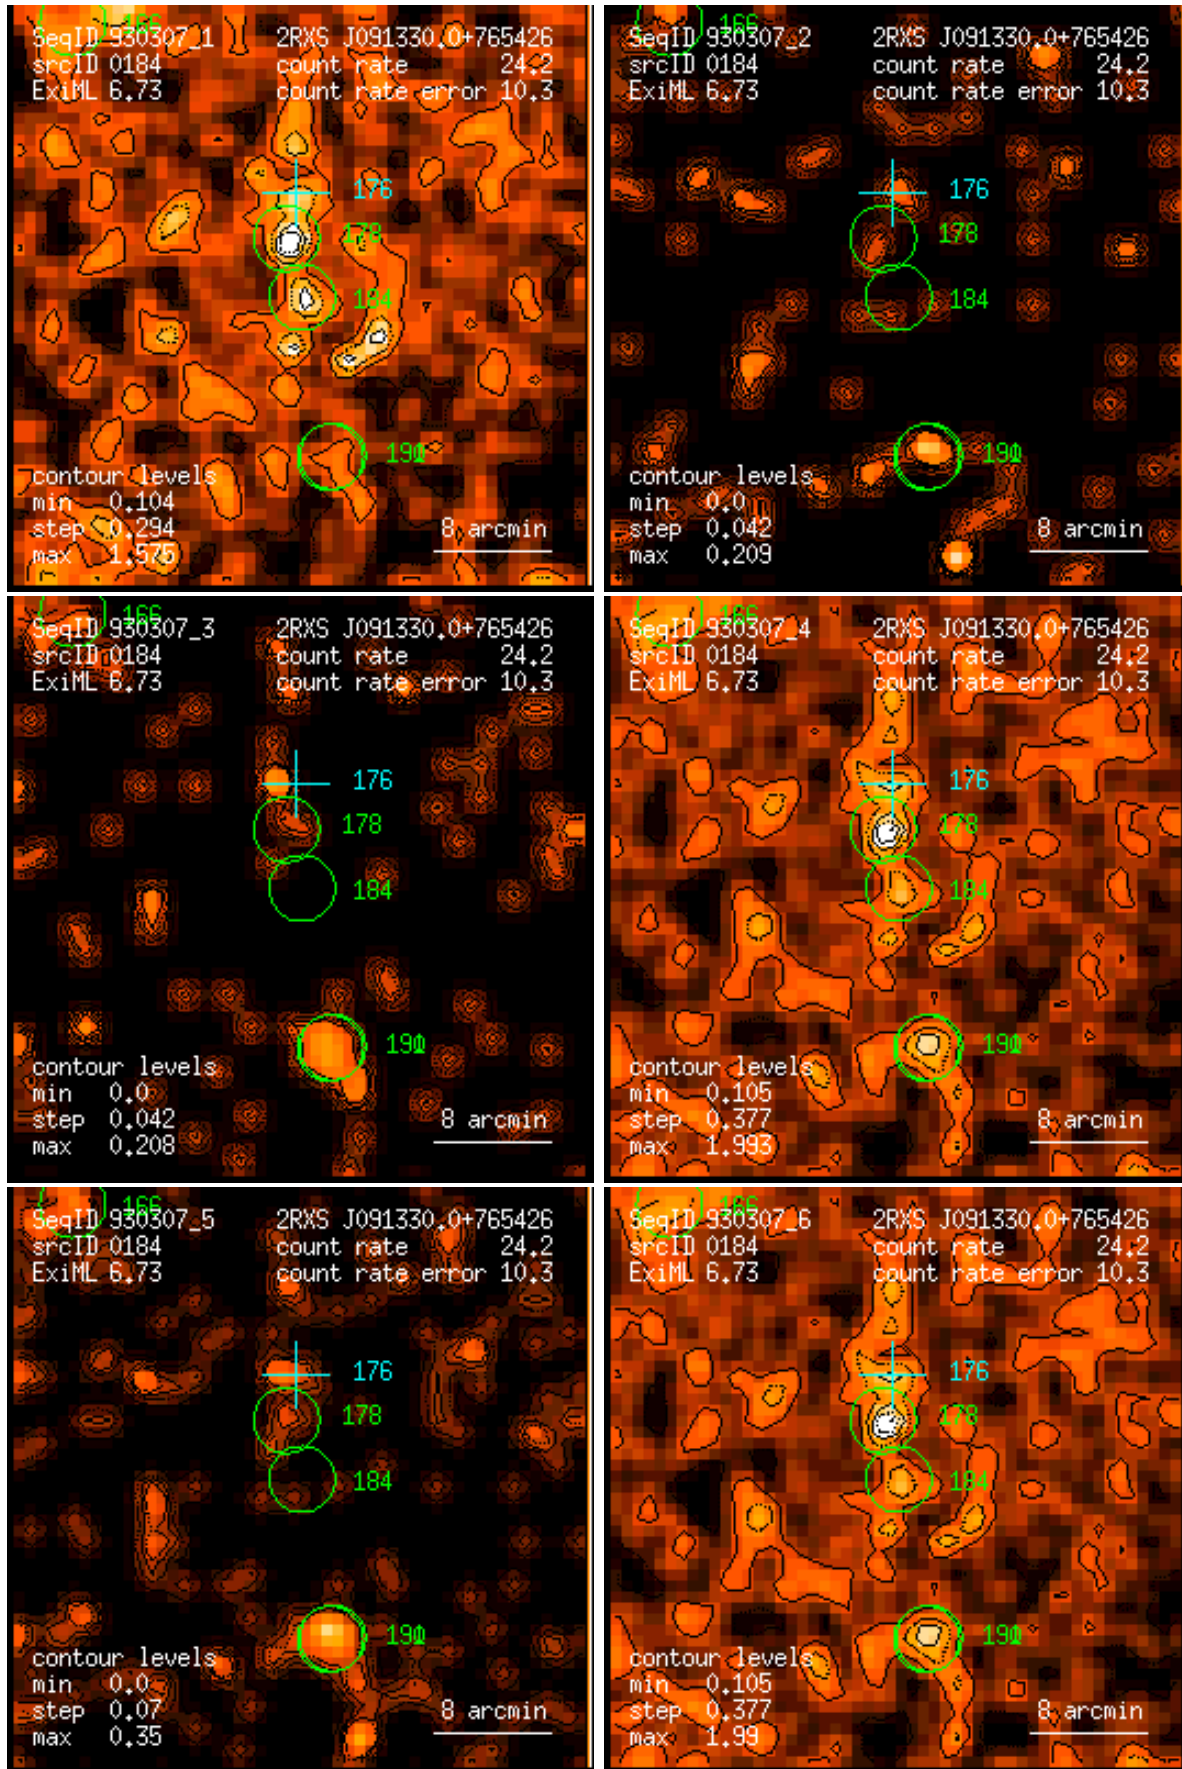 166
SeqID 930307_1 2RXS J091330.0+765426
srcID 0184 count rate 24.2
ExiML 6.73 count rate error 10.3
176
178
184
contour levels
min 0.104
step 0.294 8 arcmin
max 1.575
166
SeqID 930307_2 2RXS J091330.0+765426
srcID 0184 count rate 24.2
ExiML 6.73 count rate error 10.3
176
178
184
contour levels
min 0.0
step 0.042 8 arcmin
max 0.209
166
SeqID 930307_3 2RXS J091330.0+765426
srcID 0184 count rate 24.2
ExiML 6.73 count rate error 10.3
176
178
184
contour levels
min 0.0
step 0.042 8 arcmin
max 0.208
166
SeqID 930307_4 2RXS J091330.0+765426
srcID 0184 count rate 24.2
ExiML 6.73 count rate error 10.3
176
178
184
contour levels
min 0.105
step 0.377 8 arcmin
max 1.993
166
SeqID 930307_5 2RXS J091330.0+765426
srcID 0184 count rate 24.2
ExiML 6.73 count rate error 10.3
176
178
184
contour levels
min 0.0
step 0.07 8 arcmin
max 0.35
166
SeqID 930307_6 2RXS J091330.0+765426
srcID 0184 count rate 24.2
ExiML 6.73 count rate error 10.3
176
178
184
contour levels
min 0.105
step 0.377 8 arcmin
max 1.99